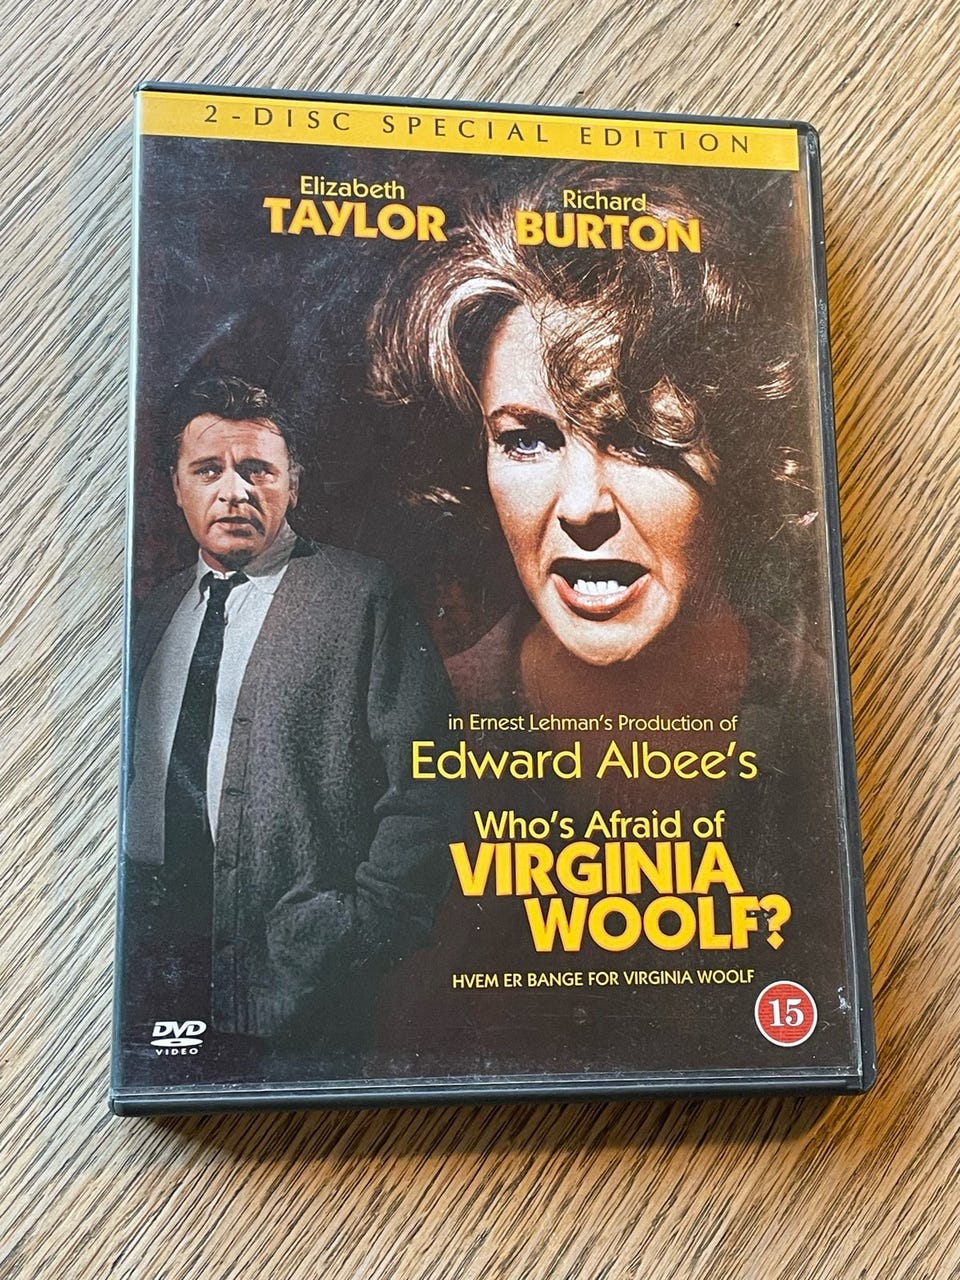 2-DISC SPECIAL EDITION
Elizabeth
TAYLOR
Richard
BURTON
in Ernest Lehman's Production of
Edward Albee's
Who's Afraid of
VIRGINIA
WOOLF?
HVEM ER BANGE FOR VIRGINIA WOOLF
15
DVD
VIDEO